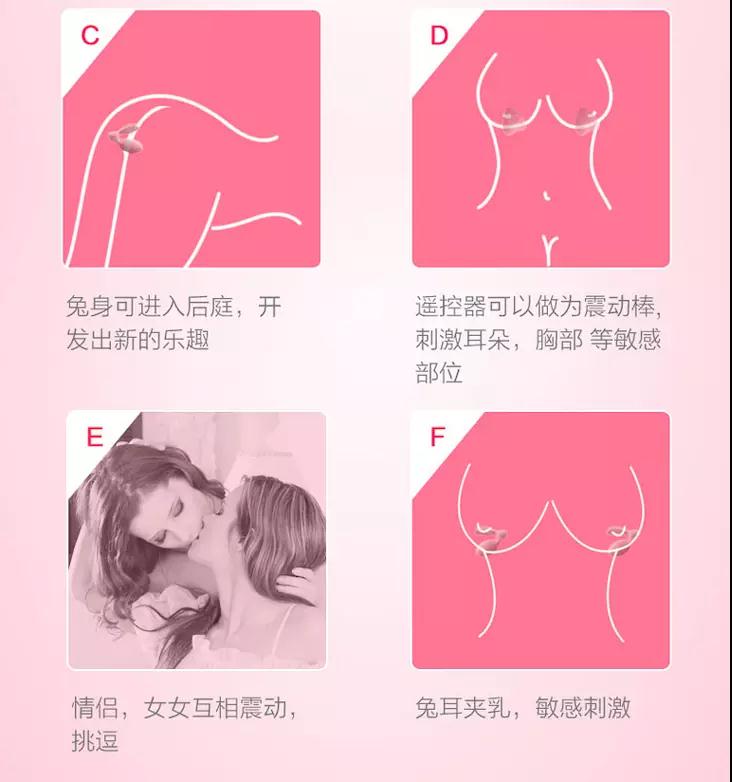 C
兔身可进入后庭，开
发出新的乐趣
D
遥控器可以做为震动棒,
刺激耳朵，胸部 等敏感
部位
E
情侣，女女互相震动，
挑逗
F
兔耳夹乳，敏感刺激